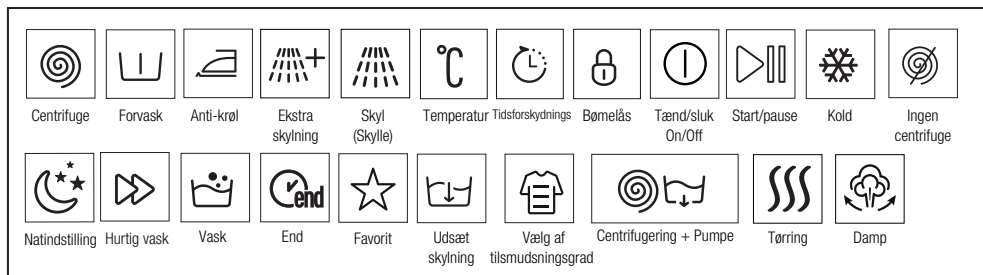 Centrifuge Forvask Anti-krøl Ekstra skylning Skyl (Skylle) Temperatur Tidsforskydnings Bømelås Tænd/sluk On/Off Start/pause Kold Ingen centrifuge
°C
end
Natindstilling Hurtig vask Vask End Favorit Udsæt skylning Vælg af tilsmudsningsgrad Centrifugering + Pumpe Tørring Damp